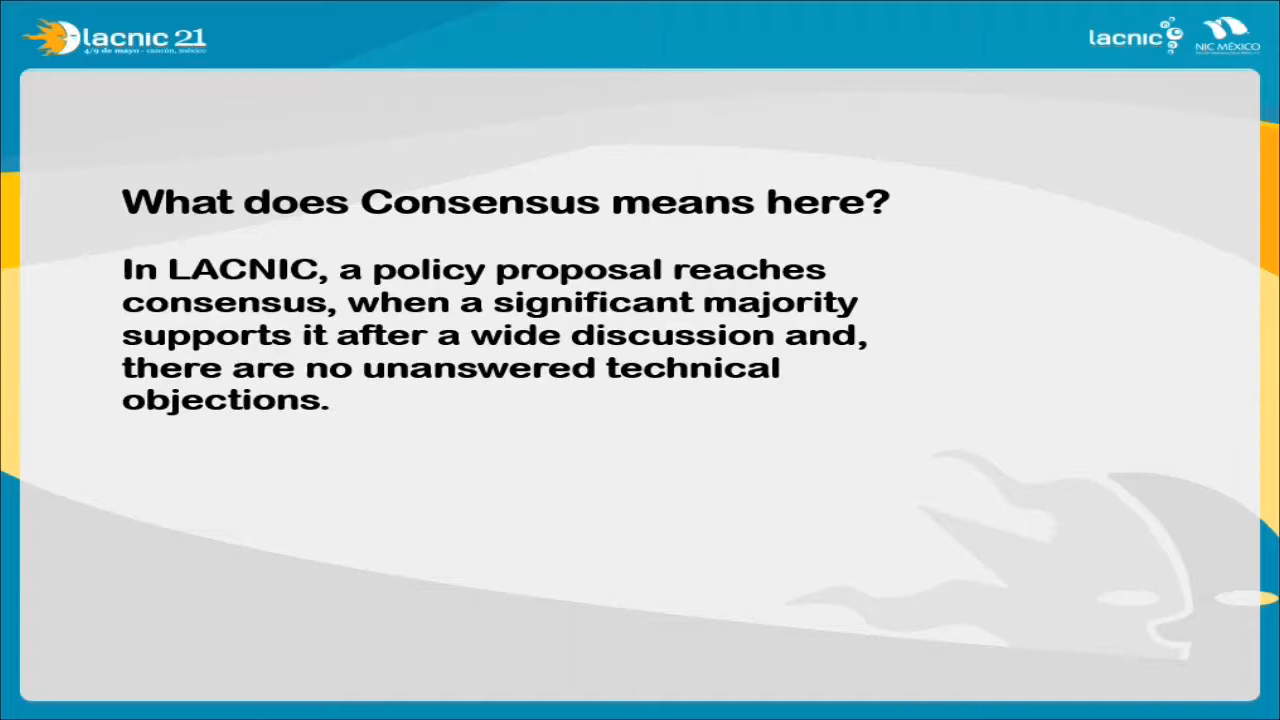 lacnic 21
4/9 de mayo - cancún, méxico
lacnic
NIC MÉXICO
What does Consensus means here?
In LACNIC, a policy proposal reaches
consensus, when a significant majority
supports it after a wide discussion and,
there are no unanswered technical
objections.